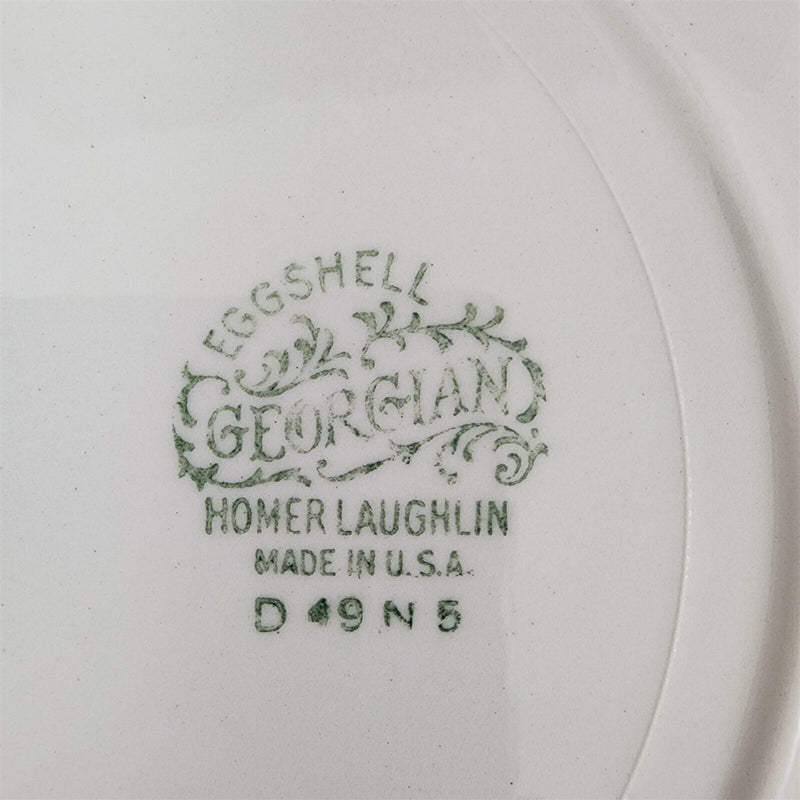 EGGSHELL
GEORGIAN
HOMER LAUGHLIN
MADE IN U.S.A.
D 49 N 5